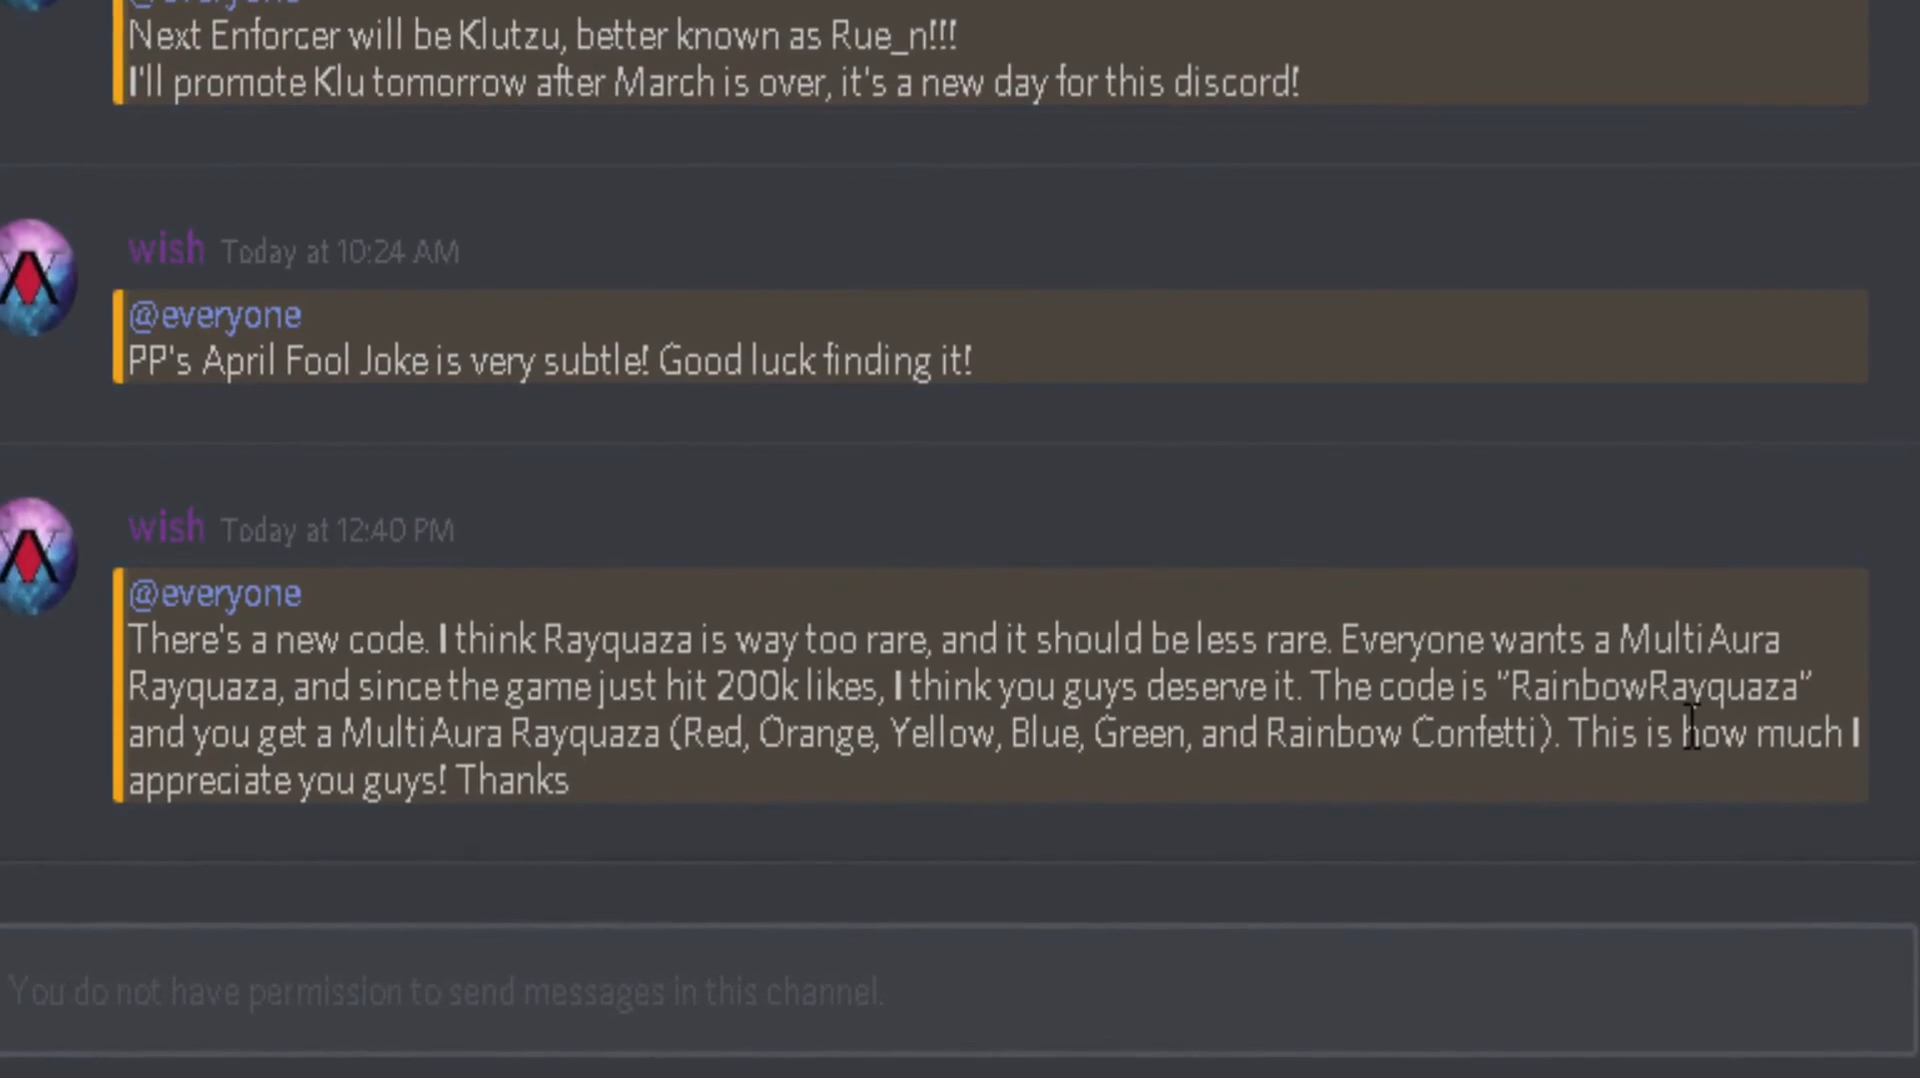 @everyone
Next Enforcer will be Klutzu, better known as Rue_n!!!
I'll promote Klu tomorrow after March is over, it's a new day for this discord!
wish Today at 10:24 AM
@everyone
PP's April Fool Joke is very subtle! Good luck finding it!
wish Today at 12:40 PM
@everyone
There's a new code. I think Rayquaza is way too rare, and it should be less rare. Everyone wants a MultiAura
Rayquaza, and since the game just hit 200k likes, I think you guys deserve it. The code is "RainbowRayquaza"
and you get a MultiAura Rayquaza (Red, Orange, Yellow, Blue, Green, and Rainbow Confetti). This is how much I
appreciate you guys! Thanks
You do not have permission to send messages in this channel.